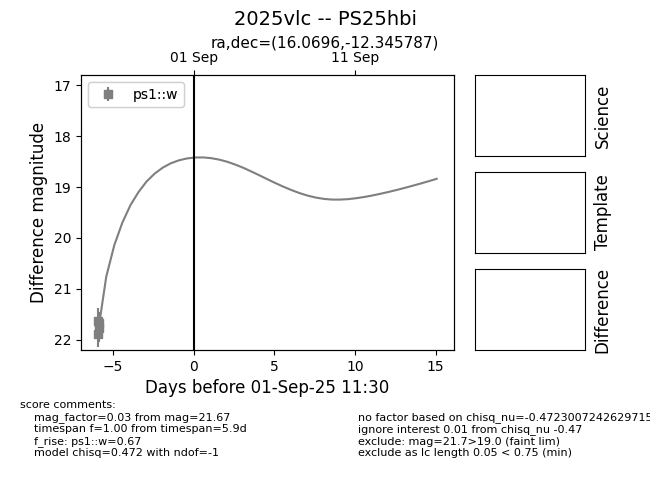 2025vlc -- PS25hbi
ra,dec=(16.0696,-12.345787)
01 Sep
11 Sep
ps1::w
17
18
19
20
21
22
Difference magnitude
−5
0
5
10
15
Days before 01-Sep-25 11:30
Science
Template
Difference
score comments:
mag_factor=0.03 from mag=21.67
timespan f=1.00 from timespan=5.9d
f_rise: ps1::w=0.67
model chisq=0.472 with ndof=-1
no factor based on chisq_nu=-0.4723007242629715
ignore interest 0.01 from chisq_nu -0.47
exclude: mag=21.7>19.0 (faint lim)
exclude as lc length 0.05 < 0.75 (min)